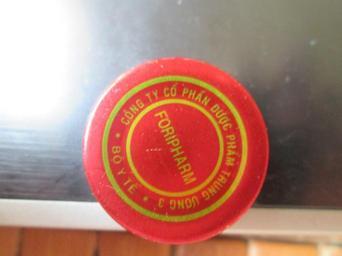 CÔNG TY CỔ PHẦN DƯỢC PHẨM TRUNG ƯƠNG 3
FORIPHARM
* BỘ Y TẾ *